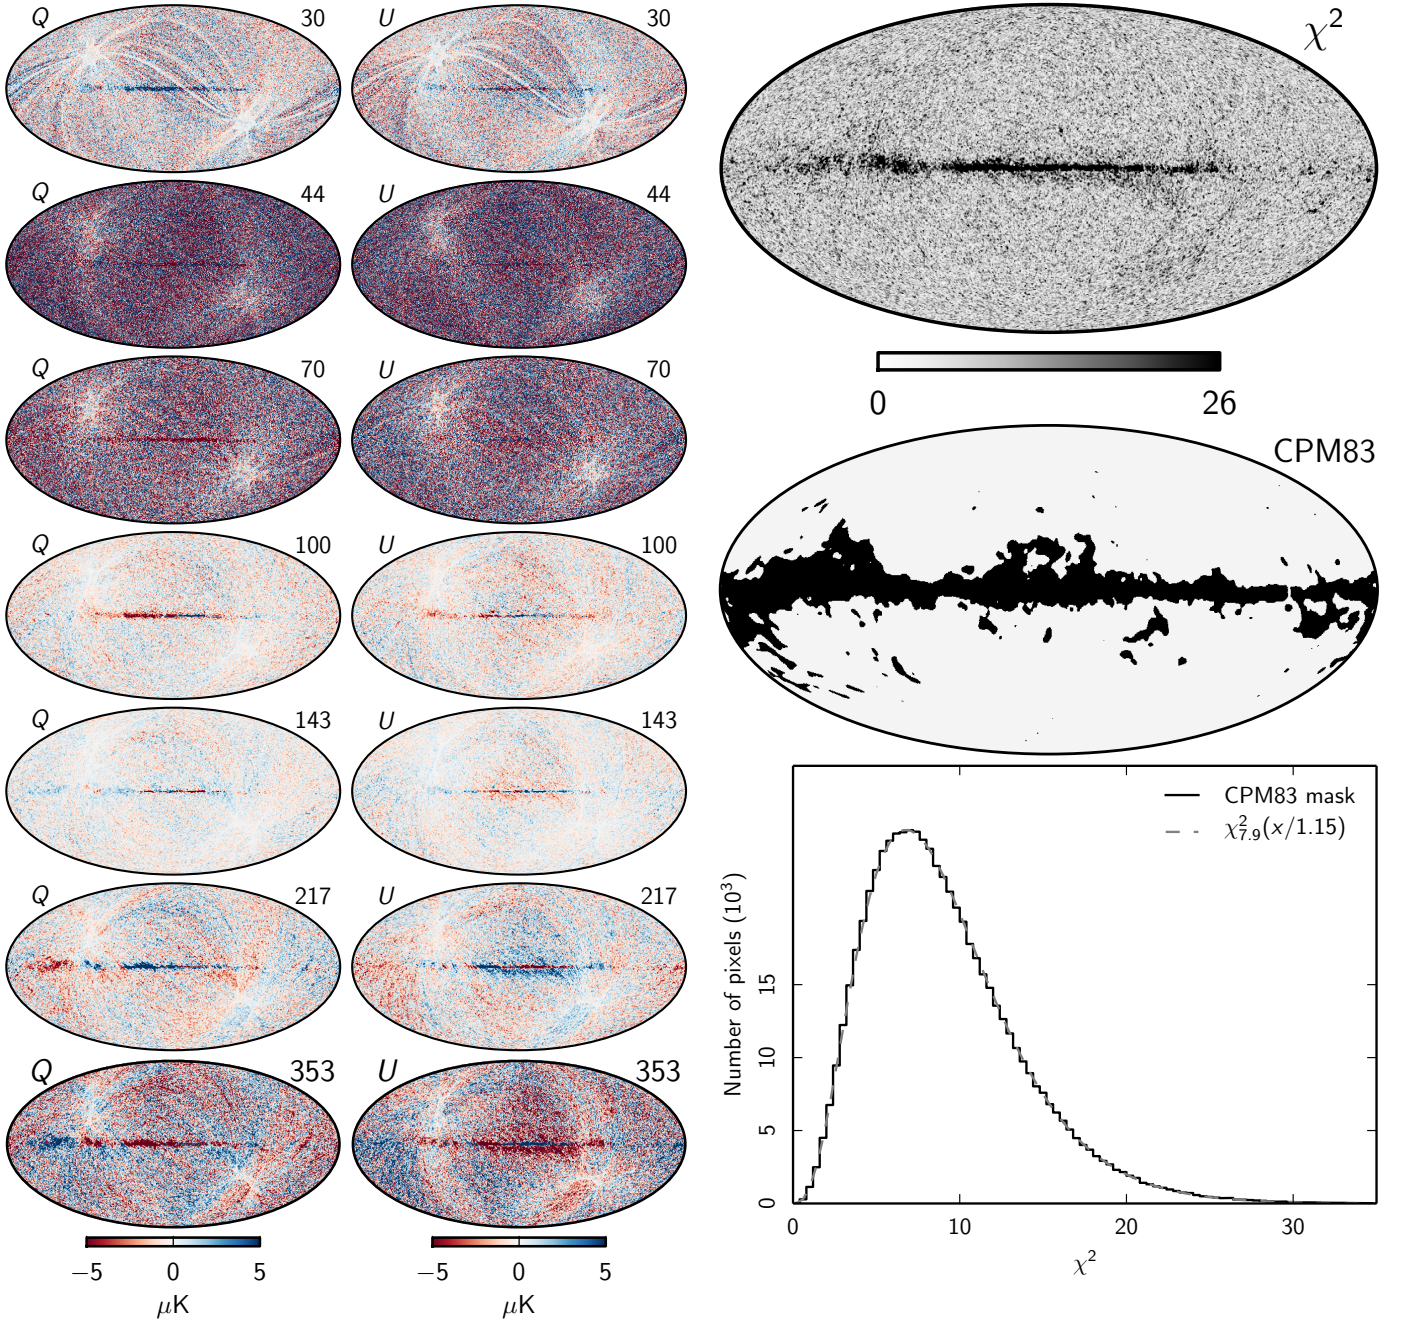 Q 30 U 30
Q 44 U 44
Q 70 U 70
Q 100 U 100
Q 143 U 143
Q 217 U 217
Q 353 U 353
−5 0 5 −5 0 5
μK μK
χ²
0 26
CPM83
CPM83 mask
χ²₇.₉(x/1.15)
Number of pixels (10³)
15
10
5
0
0 10 20 30
χ²